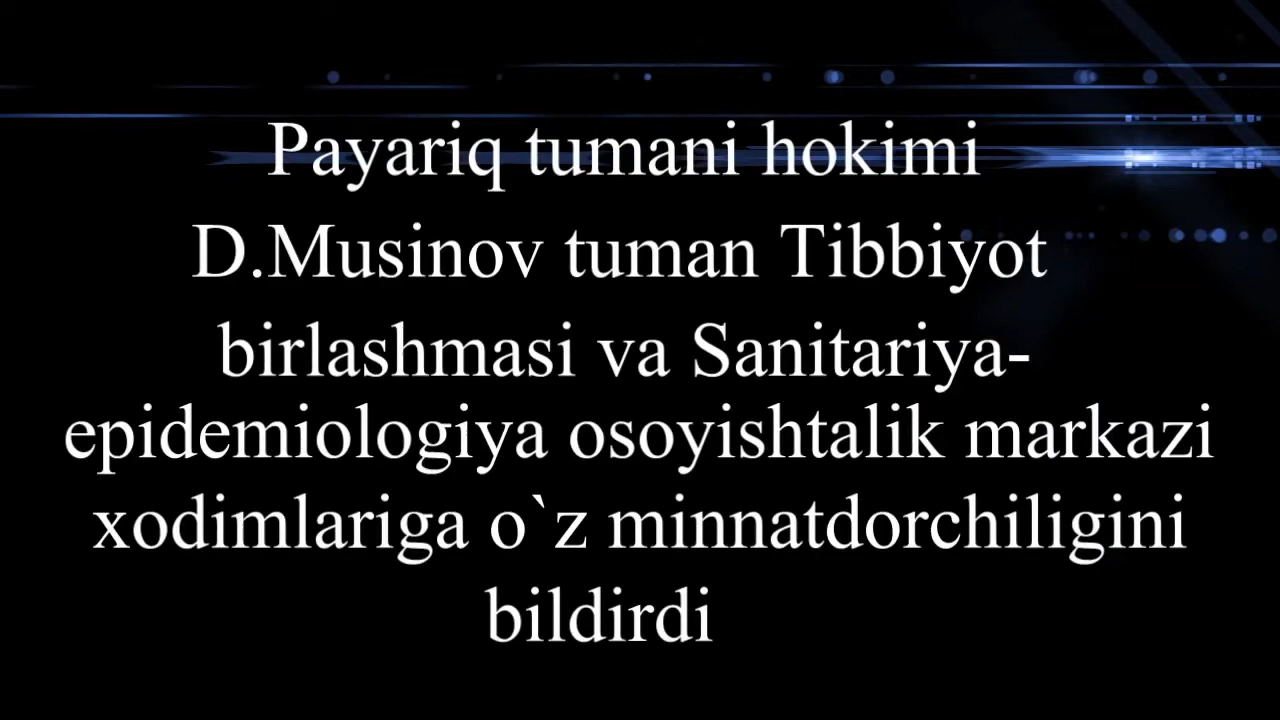 Payariq tumani hokimi
D.Musinov tuman Tibbiyot
birlashmasi va Sanitariya-
epidemiologiya osoyishtalik markazi
xodimlariga o`z minnatdorchiligini
bildirdi